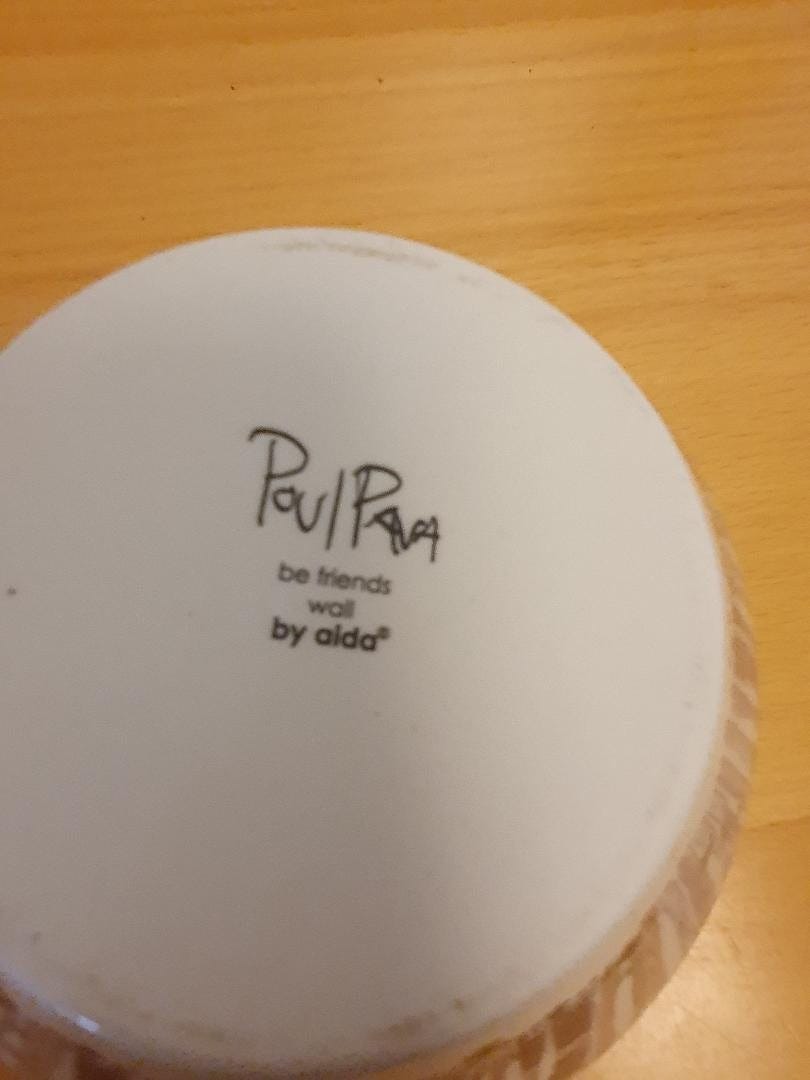 Poul Pava
be friends
wall
by aida®